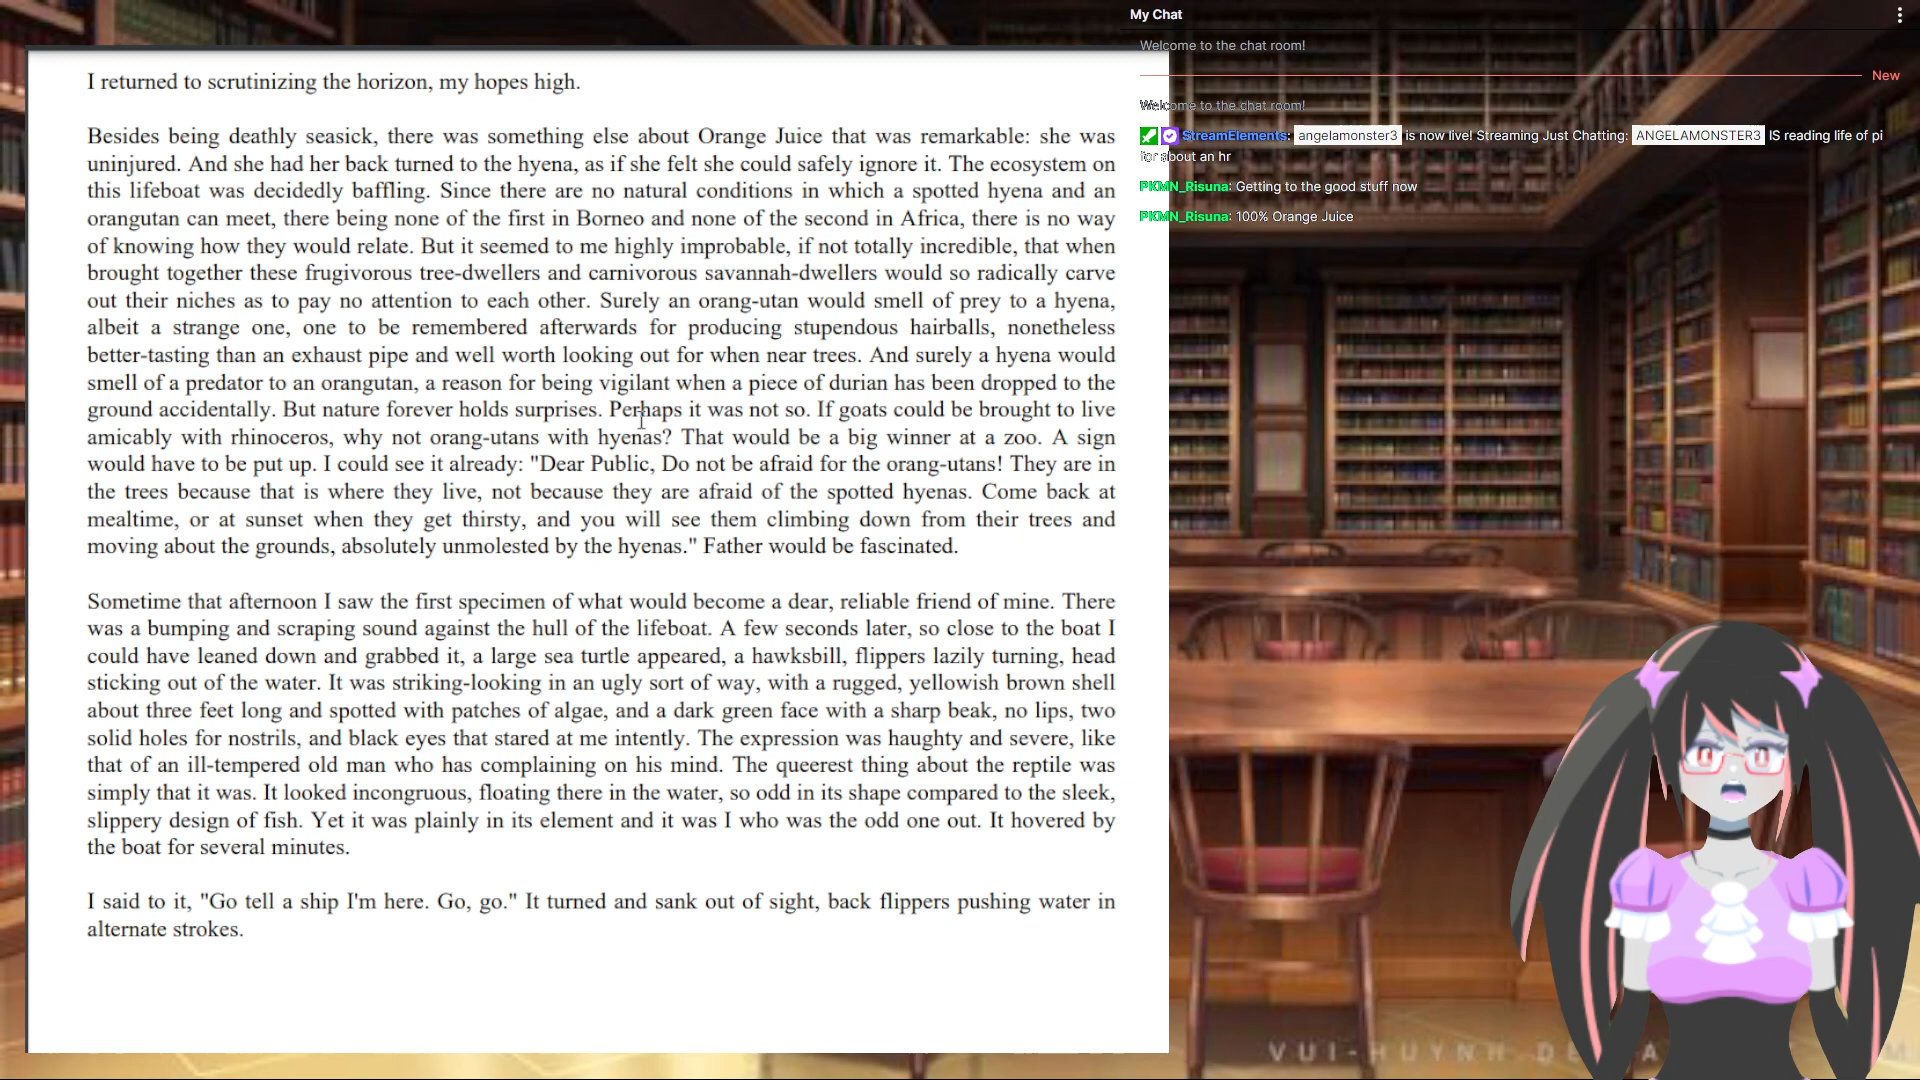 I returned to scrutinizing the horizon, my hopes high.
Besides being deathly seasick, there was something else about Orange Juice that was remarkable: she was
uninjured. And she had her back turned to the hyena, as if she felt she could safely ignore it. The ecosystem on
this lifeboat was decidedly baffling. Since there are no natural conditions in which a spotted hyena and an
orangutan can meet, there being none of the first in Borneo and none of the second in Africa, there is no way
of knowing how they would relate. But it seemed to me highly improbable, if not totally incredible, that when
brought together these frugivorous tree-dwellers and carnivorous savannah-dwellers would so radically carve
out their niches as to pay no attention to each other. Surely an orang-utan would smell of prey to a hyena,
albeit a strange one, one to be remembered afterwards for producing stupendous hairballs, nonetheless
better-tasting than an exhaust pipe and well worth looking out for when near trees. And surely a hyena would
smell of a predator to an orangutan, a reason for being vigilant when a piece of durian has been dropped to the
ground accidentally. But nature forever holds surprises. Perhaps it was not so. If goats could be brought to live
amicably with rhinoceros, why not orang-utans with hyenas? That would be a big winner at a zoo. A sign
would have to be put up. I could see it already: "Dear Public, Do not be afraid for the orang-utans! They are in
the trees because that is where they live, not because they are afraid of the spotted hyenas. Come back at
mealtime, or at sunset when they get thirsty, and you will see them climbing down from their trees and
moving about the grounds, absolutely unmolested by the hyenas." Father would be fascinated.
Sometime that afternoon I saw the first specimen of what would become a dear, reliable friend of mine. There
was a bumping and scraping sound against the hull of the lifeboat. A few seconds later, so close to the boat I
could have leaned down and grabbed it, a large sea turtle appeared, a hawksbill, flippers lazily turning, head
sticking out of the water. It was striking-looking in an ugly sort of way, with a rugged, yellowish brown shell
about three feet long and spotted with patches of algae, and a dark green face with a sharp beak, no lips, two
solid holes for nostrils, and black eyes that stared at me intently. The expression was haughty and severe, like
that of an ill-tempered old man who has complaining on his mind. The queerest thing about the reptile was
simply that it was. It looked incongruous, floating there in the water, so odd in its shape compared to the sleek,
slippery design of fish. Yet it was plainly in its element and it was I who was the odd one out. It hovered by
the boat for several minutes.
I said to it, "Go tell a ship I'm here. Go, go." It turned and sank out of sight, back flippers pushing water in
alternate strokes.
My Chat
Welcome to the chat room!
New
Welcome to the chat room!
StreamElements: angelamonster3 is now live! Streaming Just Chatting: ANGELAMONSTER3 IS reading life of pi
for about an hr
PKMN_Risuna: Getting to the good stuff now
PKMN_Risuna: 100% Orange Juice
VUI-HUYNH